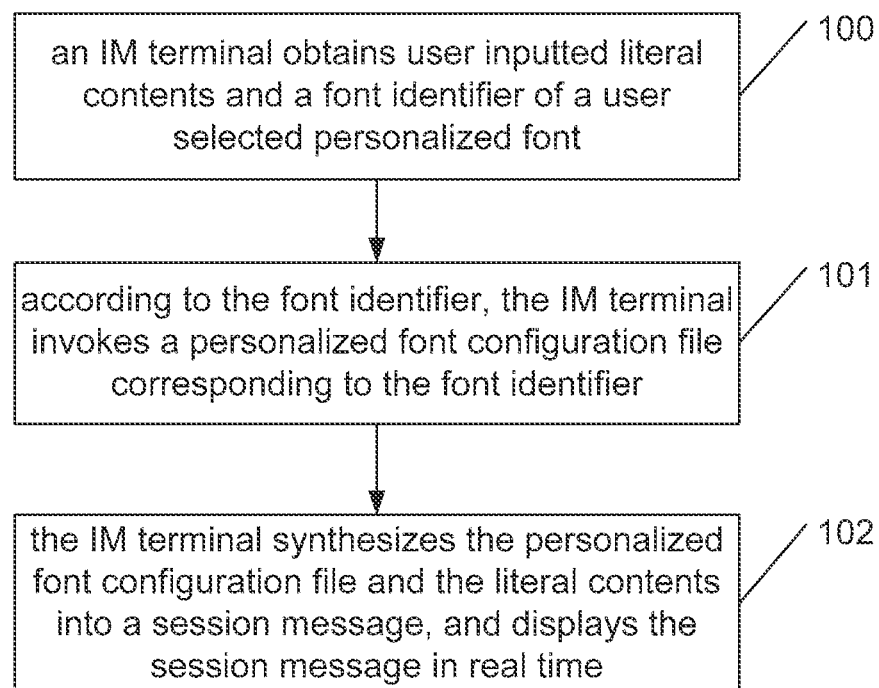 100
an IM terminal obtains user inputted literal
contents and a font identifier of a user
selected personalized font
101
according to the font identifier, the IM terminal
invokes a personalized font configuration file
corresponding to the font identifier
102
the IM terminal synthesizes the personalized
font configuration file and the literal contents
into a session message, and displays the
session message in real time